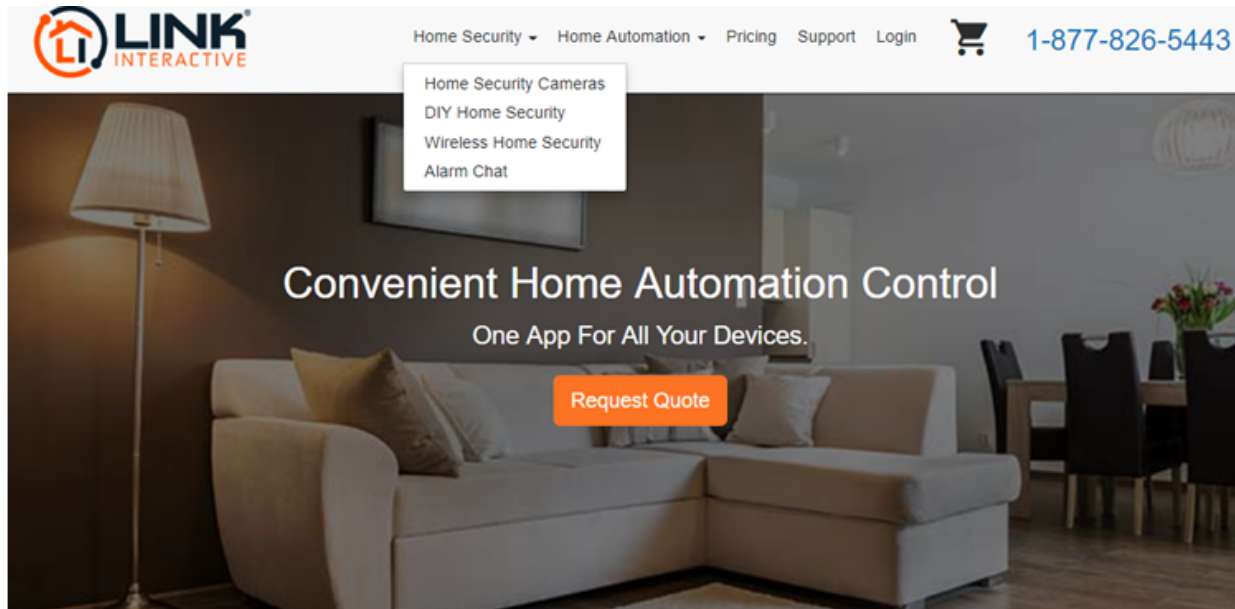 LI LINK®
INTERACTIVE
Home Security Home Automation Pricing Support Login
1-877-826-5443
Home Security Cameras
DIY Home Security
Wireless Home Security
Alarm Chat
Convenient Home Automation Control
One App For All Your Devices.
Request Quote